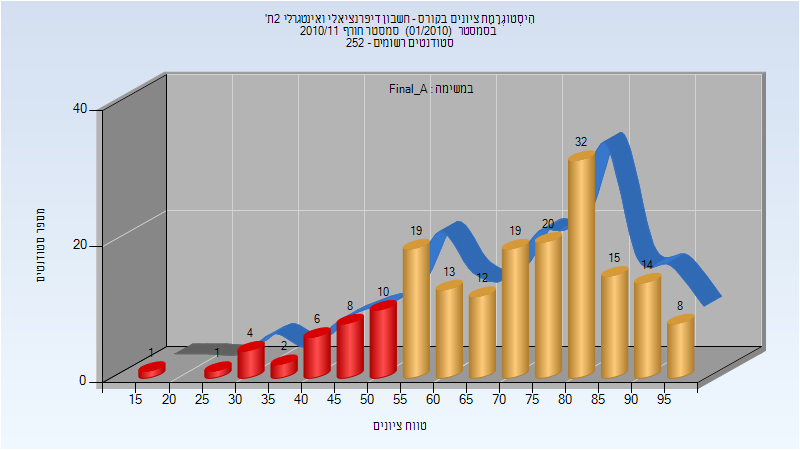 היסטוגרמת ציונים בקורס - חשבון דיפרנציאלי ואינטגרלי 2ת'
בסמסטר (01/2010) סמסטר חורף 2010/11
סטודנטים רשומים - 252
במשימה : Final_A
מספר סטודנטים
40
20
0
1
1
4
2
6
8
10
19
13
12
19
20
32
15
14
8
15 20 25 30 35 40 45 50 55 60 65 70 75 80 85 90 95
טווח ציונים